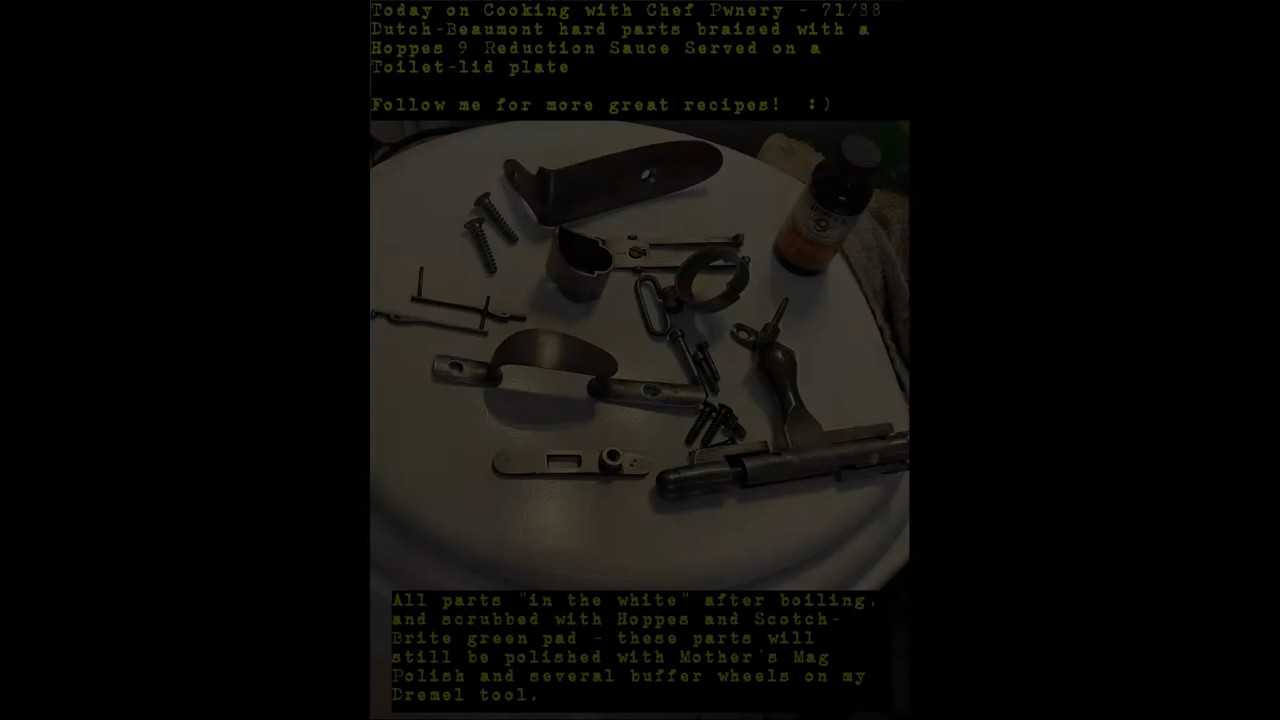 Today on Cooking with Chef Pwnery - 71/88
Dutch-Beaumont hard parts braised with a
Hoppes 9 Reduction Sauce Served on a
Toilet-lid plate
Follow me for more great recipes! :)
9
All parts "in the white" after boiling,
and scrubbed with Hoppes and Scotch-
Brite green pad - these parts will
still be polished with Mother's Mag
Polish and several buffer wheels on my
Dremel tool.